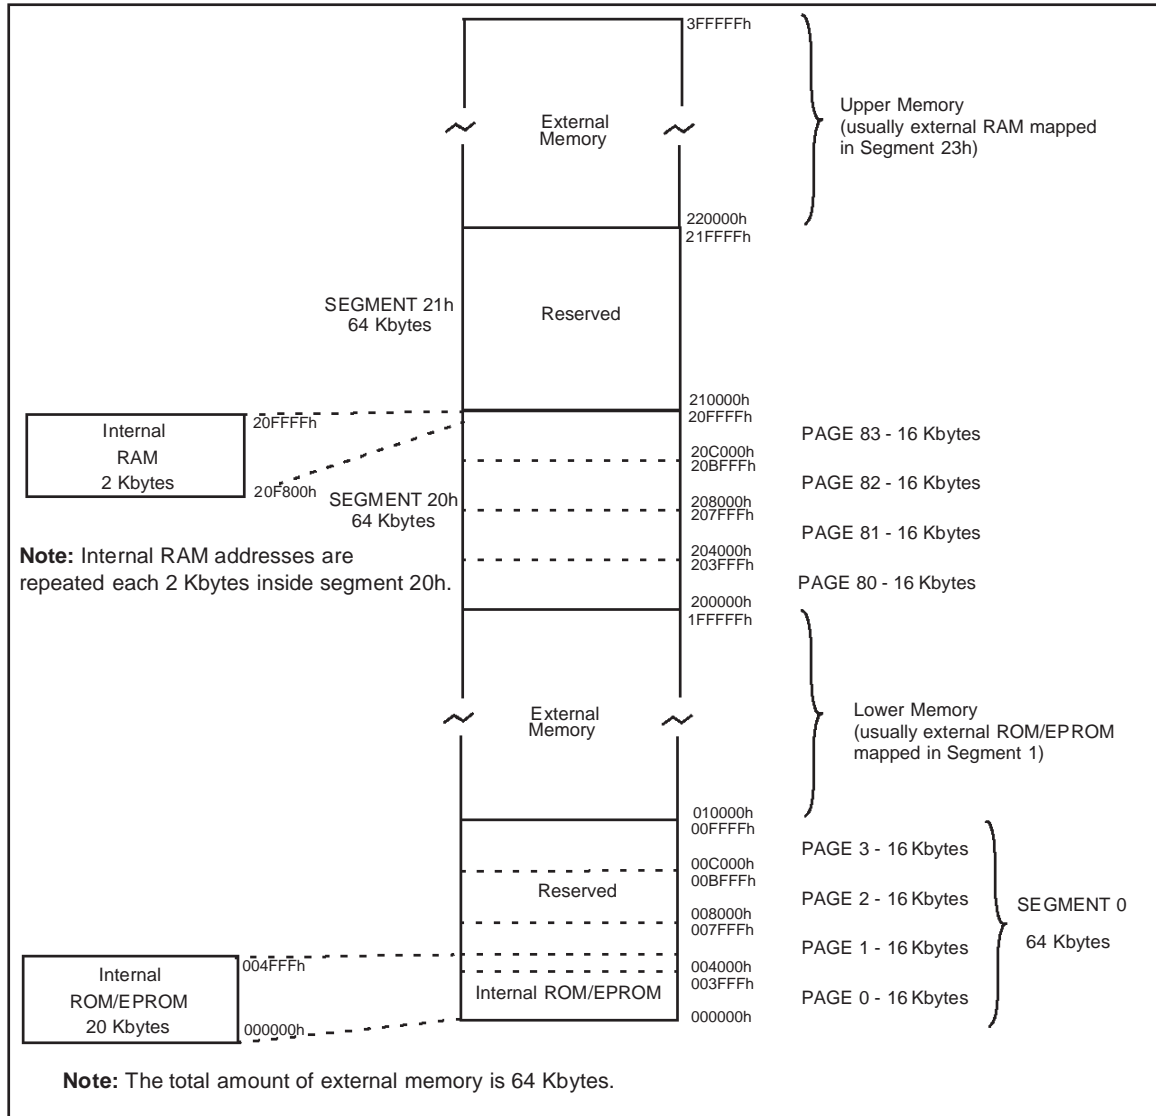 3FFFFFh
External
Memory
Upper Memory
(usually external RAM mapped
in Segment 23h)
220000h
21FFFFh
SEGMENT 21h
64 Kbytes
Reserved
210000h
20FFFFh
Internal
RAM
2 Kbytes
20FFFFh
20F800h
PAGE 83 - 16 Kbytes
20C000h
20BFFFh
PAGE 82 - 16 Kbytes
SEGMENT 20h
64 Kbytes
208000h
207FFFh
PAGE 81 - 16 Kbytes
Note: Internal RAM addresses are
repeated each 2 Kbytes inside segment 20h.
204000h
203FFFh
PAGE 80 - 16 Kbytes
200000h
1FFFFFh
External
Memory
Lower Memory
(usually external ROM/EPROM
mapped in Segment 1)
010000h
00FFFFh
PAGE 3 - 16 Kbytes
00C000h
00BFFFh
Reserved
PAGE 2 - 16 Kbytes
SEGMENT 0
64 Kbytes
008000h
007FFFh
PAGE 1 - 16 Kbytes
004000h
003FFFh
Internal
ROM/EPROM
20 Kbytes
004FFFh
000000h
Internal ROM/EPROM
PAGE 0 - 16 Kbytes
000000h
Note: The total amount of external memory is 64 Kbytes.